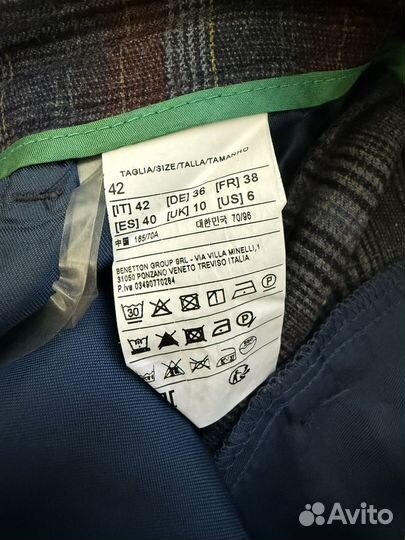 TAGLIA/SIZE/TALLA/TAMANHO
42
[IT] 42 [DE] 36 [FR] 38
[ES] 40 [UK] 10 [US] 6
中国 165/70A 대한민국 70/96
BENETTON GROUP SRL - VIA VILLA MINELLI, 1
31050 PONZANO VENETO TREVISO ITALIA
P.iva 03490770264
30 P
Avito